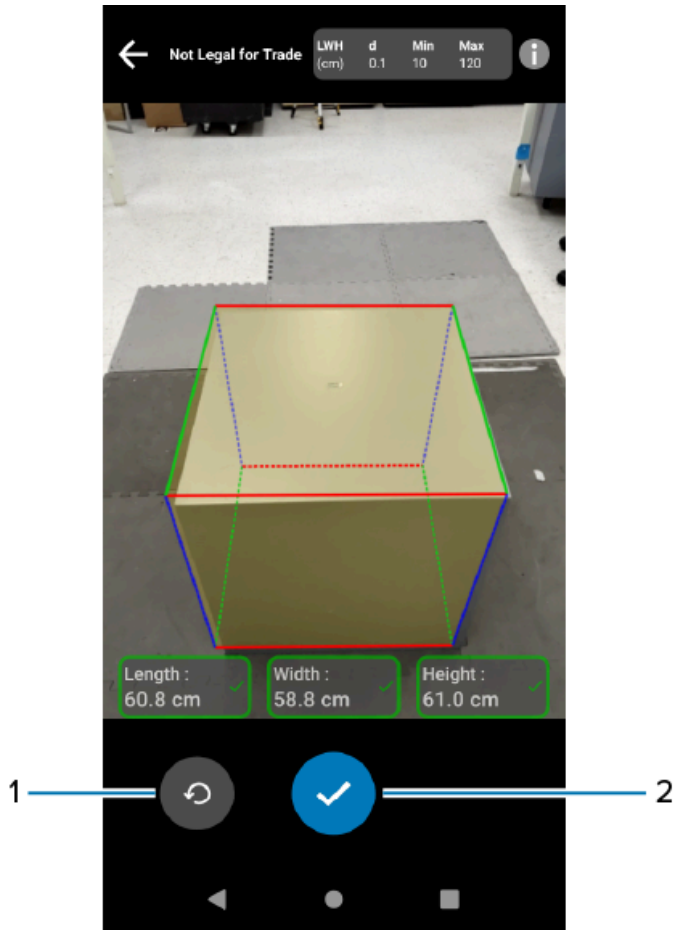 Not Legal for Trade
LWH d Min Max
(cm) 0.1 10 120
i
Length :
60.8 cm
Width :
58.8 cm
Height :
61.0 cm
1
2